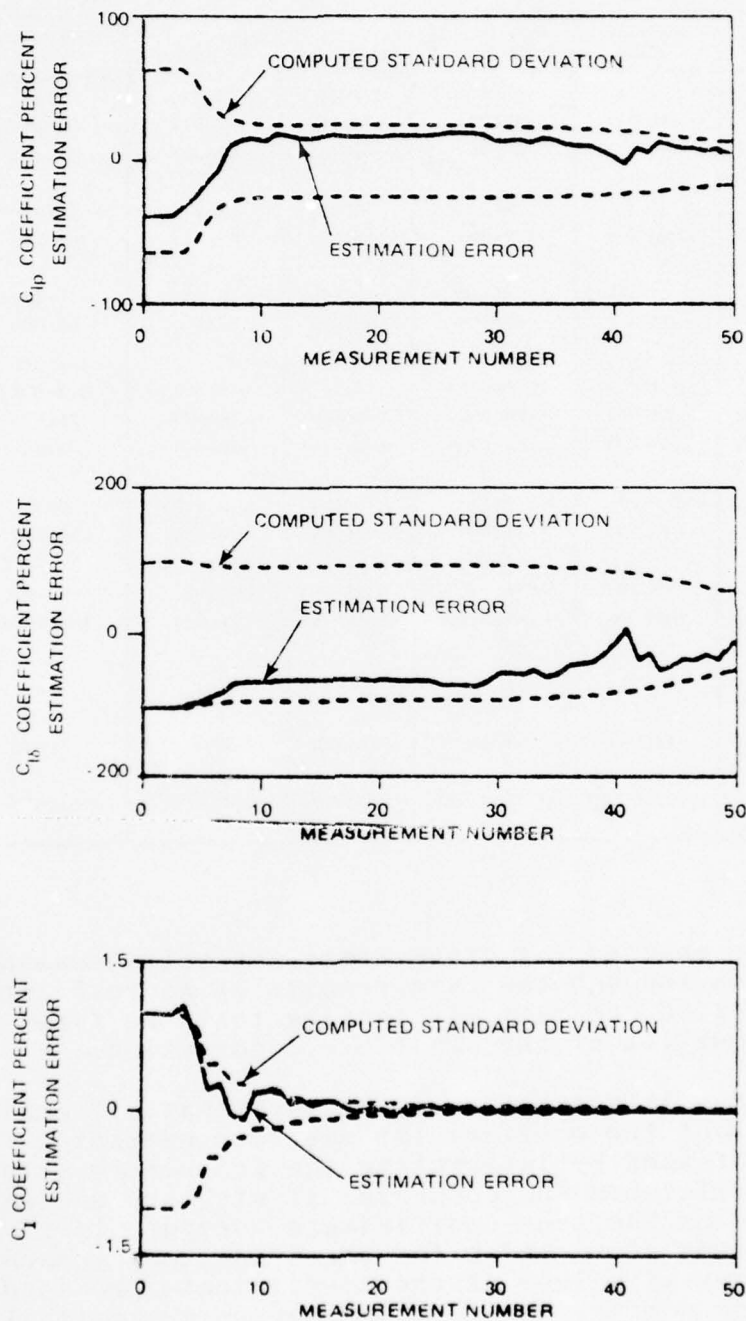 100
COMPUTED STANDARD DEVIATION
C_lp COEFFICIENT PERCENT
ESTIMATION ERROR
0
ESTIMATION ERROR
-100
0 10 20 30 40 50
MEASUREMENT NUMBER
200
COMPUTED STANDARD DEVIATION
C_lδ COEFFICIENT PERCENT
ESTIMATION ERROR
ESTIMATION ERROR
0
-200
0 10 20 30 40 50
MEASUREMENT NUMBER
1.5
COMPUTED STANDARD DEVIATION
C_I COEFFICIENT PERCENT
ESTIMATION ERROR
0
ESTIMATION ERROR
-1.5
0 10 20 30 40 50
MEASUREMENT NUMBER